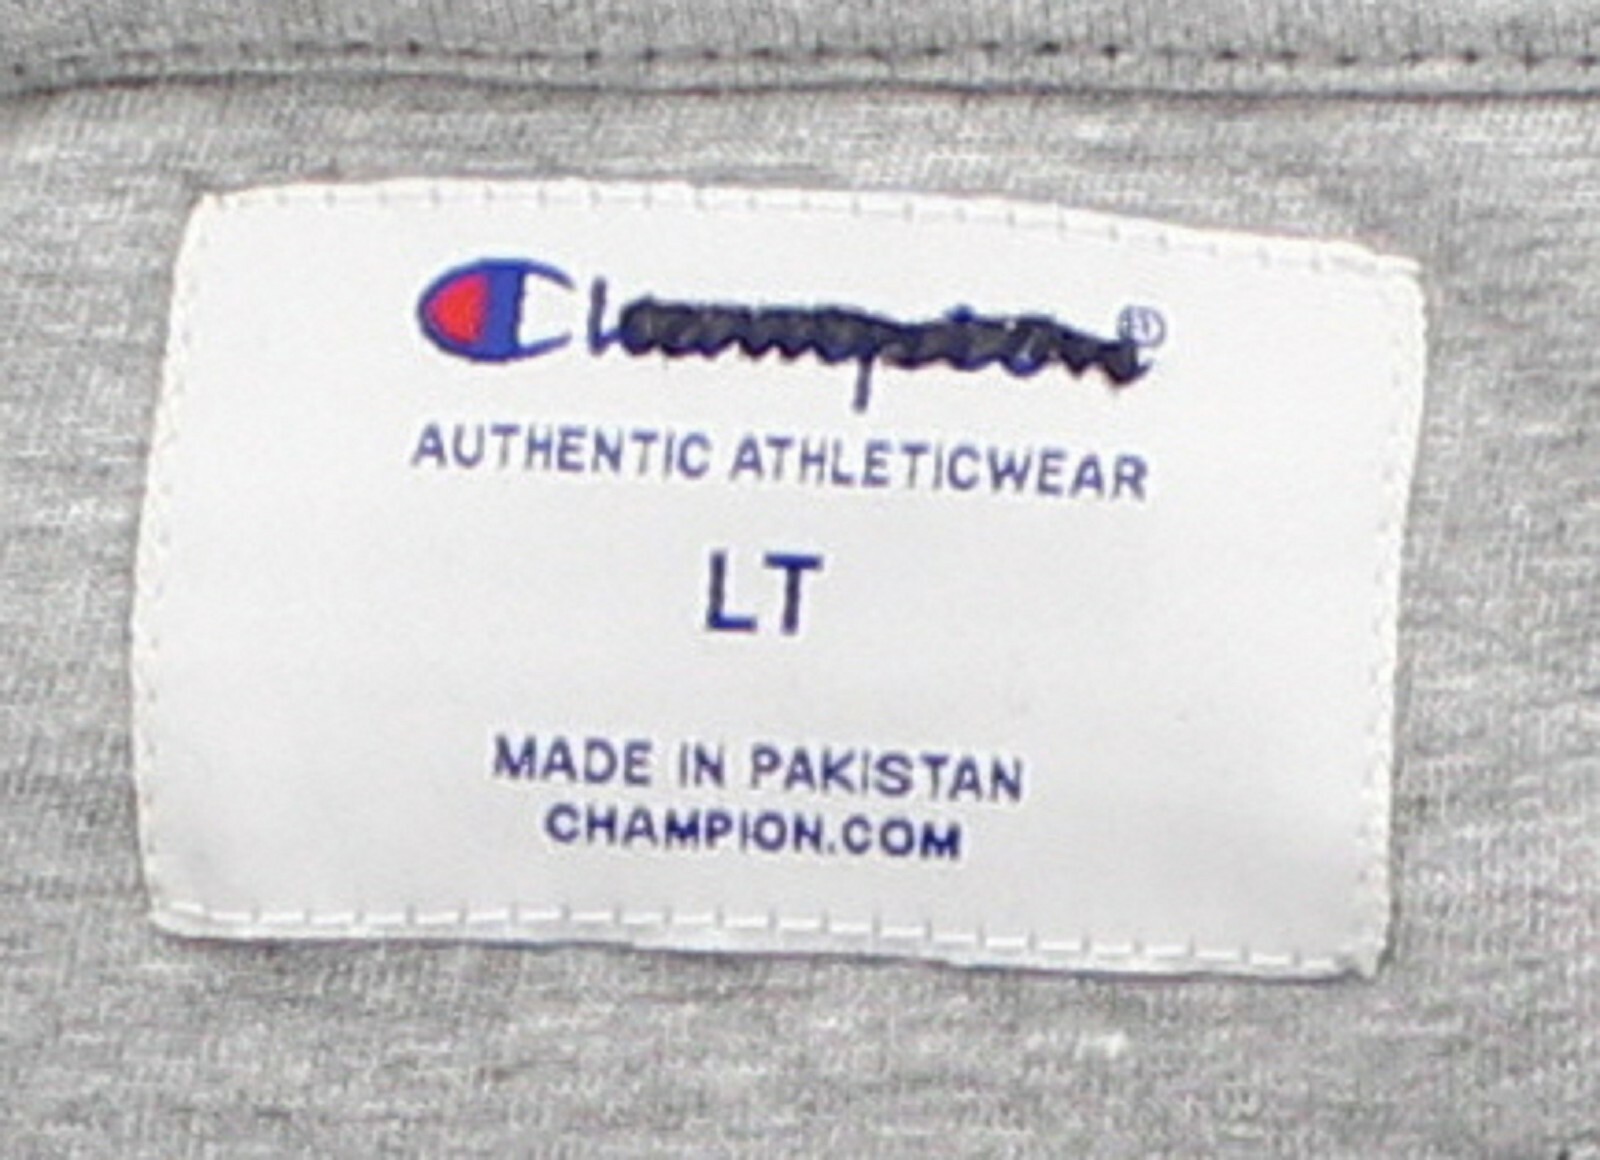 Champion®
AUTHENTIC ATHLETICWEAR
LT
MADE IN PAKISTAN
CHAMPION.COM